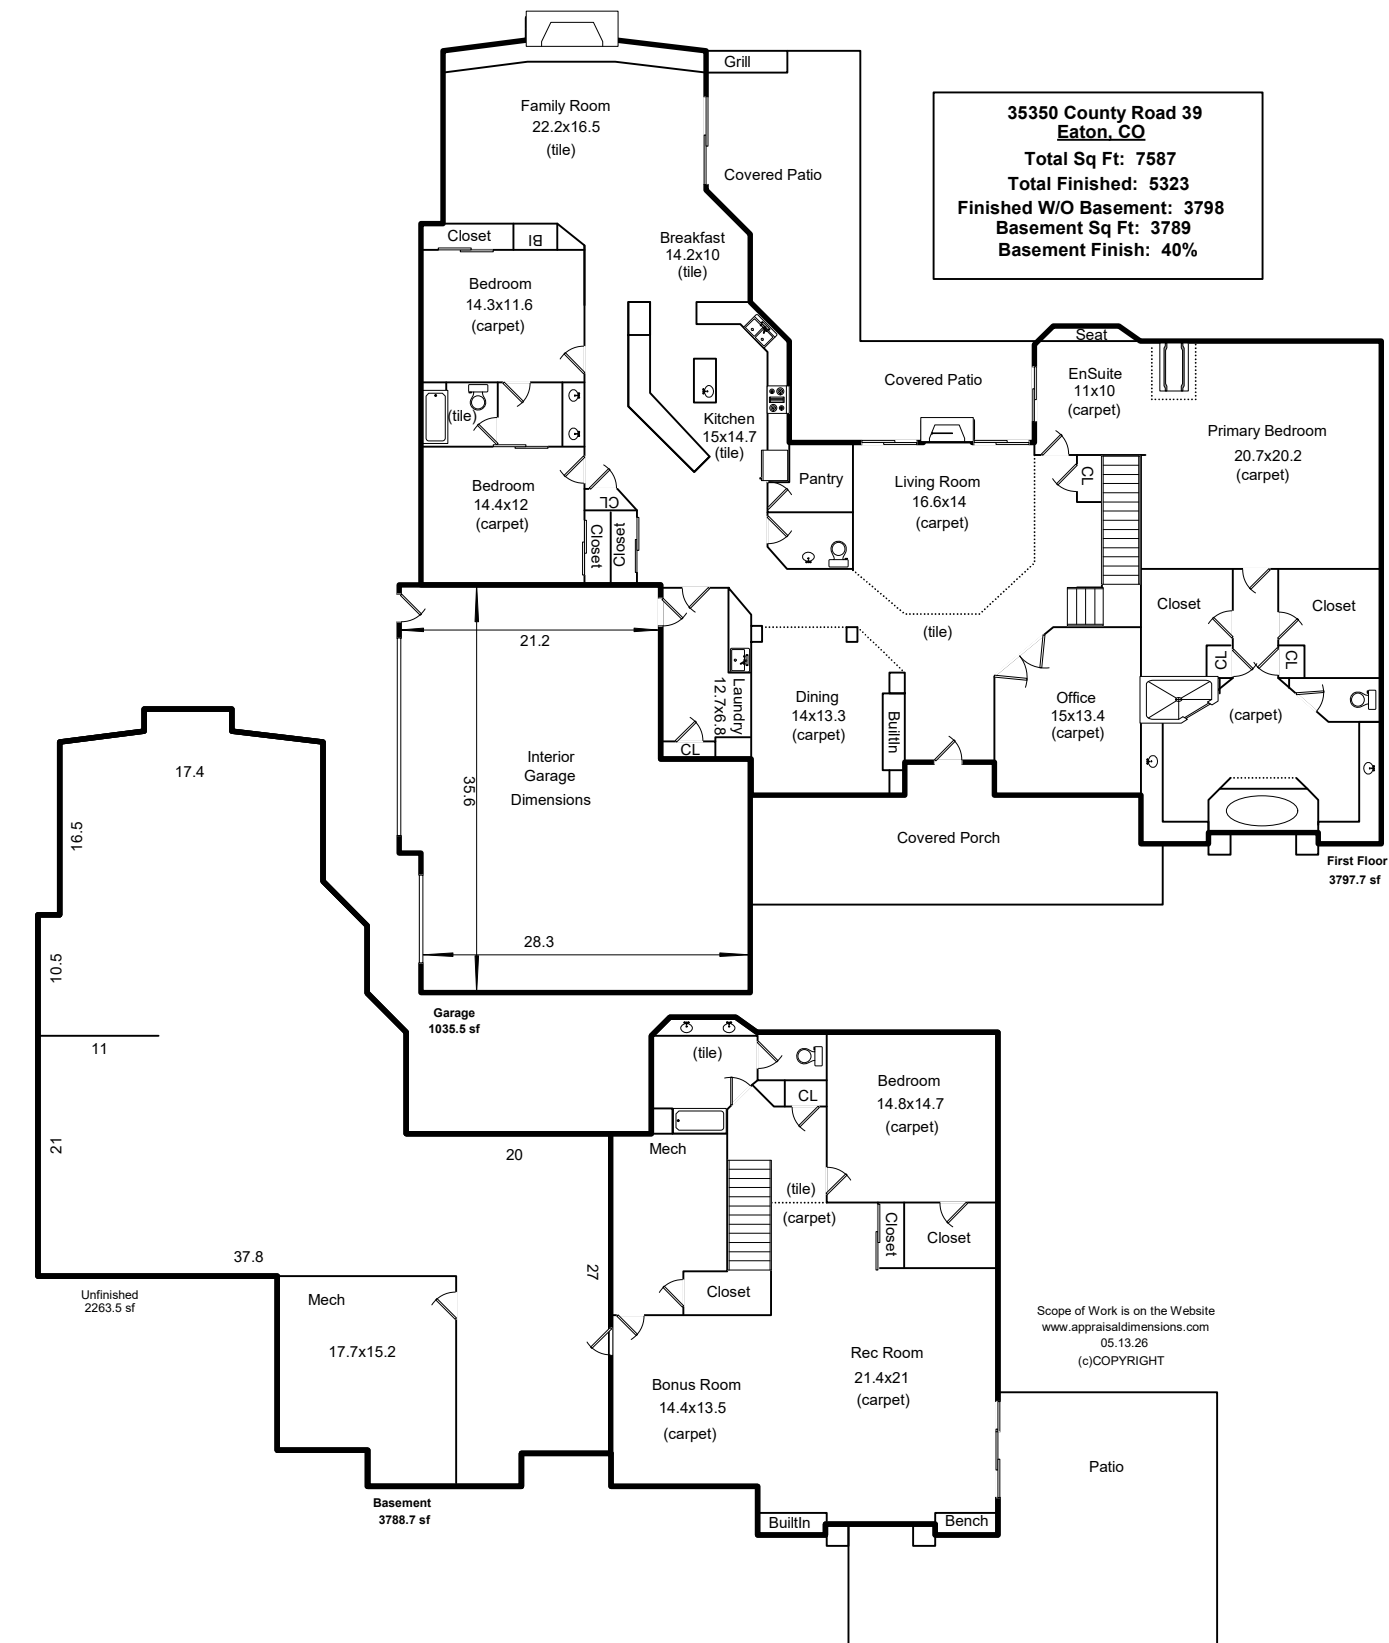 Grill
Family Room
22.2x16.5
(tile)
Covered Patio
35350 County Road 39
Eaton, CO
Total Sq Ft: 7587
Total Finished: 5323
Finished W/O Basement: 3798
Basement Sq Ft: 3789
Basement Finish: 40%
Closet
BI
Breakfast
14.2x10
(tile)
Bedroom
14.3x11.6
(carpet)
Seat
Covered Patio
EnSuite
11x10
(carpet)
(tile)
Kitchen
15x14.7
(tile)
Primary Bedroom
20.7x20.2
(carpet)
Bedroom
14.4x12
(carpet)
CL
Closet
Closet
Pantry
Living Room
16.6x14
(carpet)
CL
Closet
Closet
21.2
(tile)
CL
CL
Laundry
12.7x6.8
CL
Dining
14x13.3
(carpet)
BuiltIn
Office
15x13.4
(carpet)
(carpet)
Interior
Garage
Dimensions
35.6
Covered Porch
First Floor
3797.7 sf
28.3
Garage
1035.5 sf
17.4
16.5
10.5
11
21
20
37.8
27
Unfinished
2263.5 sf
Mech
17.7x15.2
Basement
3788.7 sf
(tile)
CL
Bedroom
14.8x14.7
(carpet)
Mech
(tile)
(carpet)
Closet
Closet
Closet
Rec Room
21.4x21
(carpet)
Bonus Room
14.4x13.5
(carpet)
BuiltIn
Bench
Patio
Scope of Work is on the Website
www.appraisaldimensions.com
05.13.26
(c)COPYRIGHT